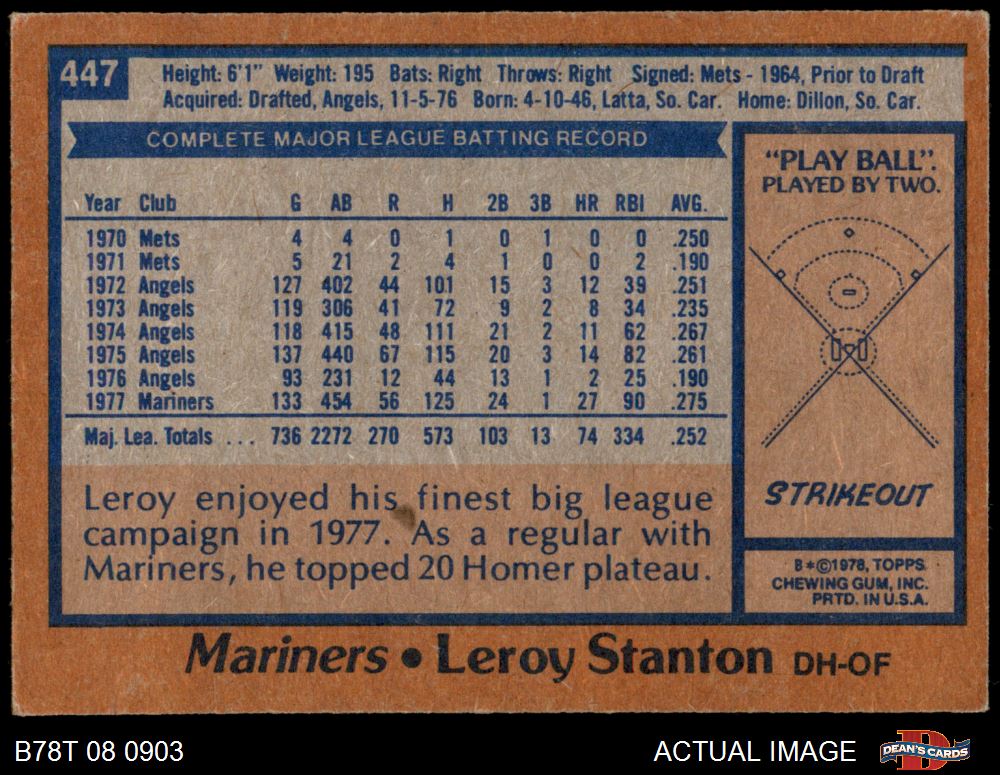 447
Height: 6'1" Weight: 195 Bats: Right Throws: Right Signed: Mets - 1964, Prior to Draft
Acquired: Drafted, Angels, 11-5-76 Born: 4-10-46, Latta, So. Car. Home: Dillon, So. Car.
COMPLETE MAJOR LEAGUE BATTING RECORD
Year Club G AB R H 2B 3B HR RBI AVG.
1970 Mets 4 4 0 1 0 1 0 0 .250
1971 Mets 5 21 2 4 1 0 0 2 .190
1972 Angels 127 402 44 101 15 3 12 39 .251
1973 Angels 119 306 41 72 9 2 8 34 .235
1974 Angels 118 415 48 111 21 2 11 62 .267
1975 Angels 137 440 67 115 20 3 14 82 .261
1976 Angels 93 231 12 44 13 1 2 25 .190
1977 Mariners 133 454 56 125 24 1 27 90 .275
Maj. Lea. Totals ... 736 2272 270 573 103 13 74 334 .252
Leroy enjoyed his finest big league
campaign in 1977. As a regular with
Mariners, he topped 20 Homer plateau.
"PLAY BALL".
PLAYED BY TWO.
STRIKEOUT
B*©1978, TOPPS
CHEWING GUM, INC.
PRTD. IN U.S.A.
Mariners • Leroy Stanton DH-OF
B78T 08 0903
ACTUAL IMAGE
D
DEAN'S CARDS